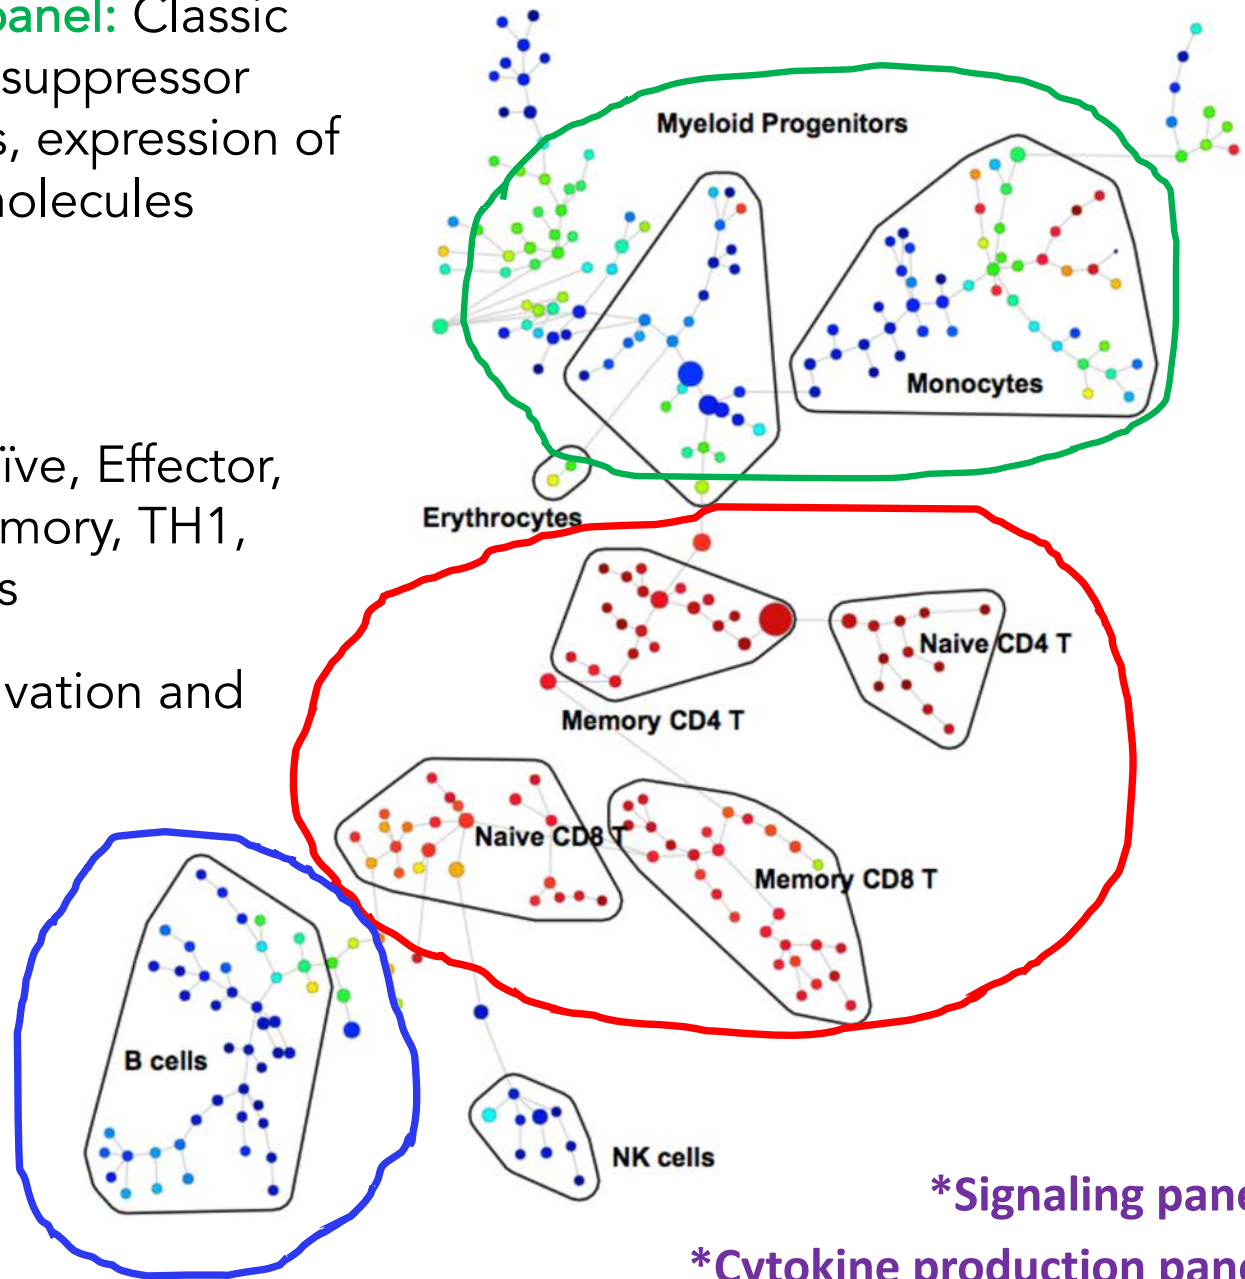 panel: Classic
suppressor
s, expression of
nolecules
ïve, Effector,
mory, TH1,
s
vation and
Myeloid Progenitors
Monocytes
Erythrocytes
Naive CD4 T
Memory CD4 T
Naive CD8 T
Memory CD8 T
B cells
NK cells
*Signaling pane
*Cytokine production pane